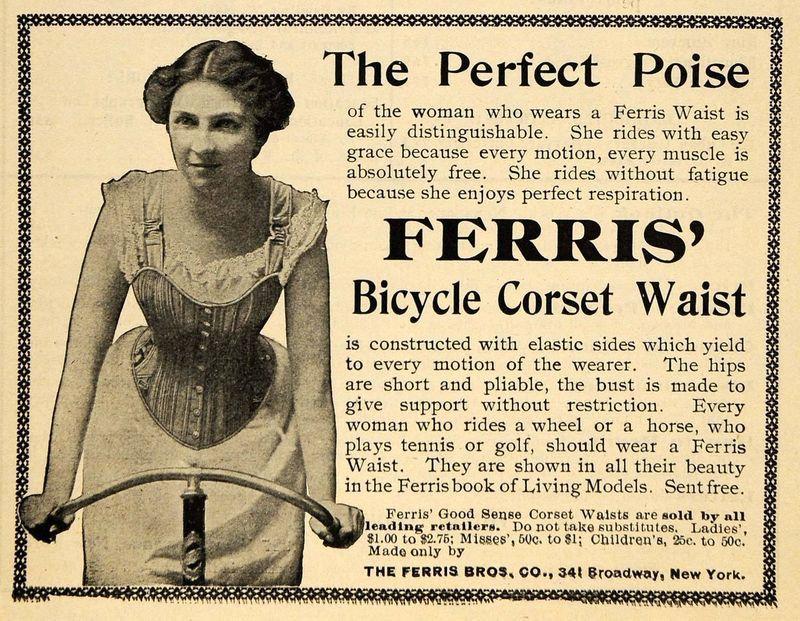 The Perfect Poise
of the woman who wears a Ferris Waist is
easily distinguishable. She rides with easy
grace because every motion, every muscle is
absolutely free. She rides without fatigue
because she enjoys perfect respiration.
FERRIS’
Bicycle Corset Waist
is constructed with elastic sides which yield
to every motion of the wearer. The hips
are short and pliable, the bust is made to
give support without restriction. Every
woman who rides a wheel or a horse, who
plays tennis or golf, should wear a Ferris
Waist. They are shown in all their beauty
in the Ferris book of Living Models. Sent free.
Ferris’ Good Sense Corset Waists are sold by all
leading retailers. Do not take substitutes. Ladies’,
$1.00 to $2.75; Misses’, 50c. to $1; Children’s, 25c. to 50c.
Made only by
THE FERRIS BROS. CO., 341 Broadway, New York.